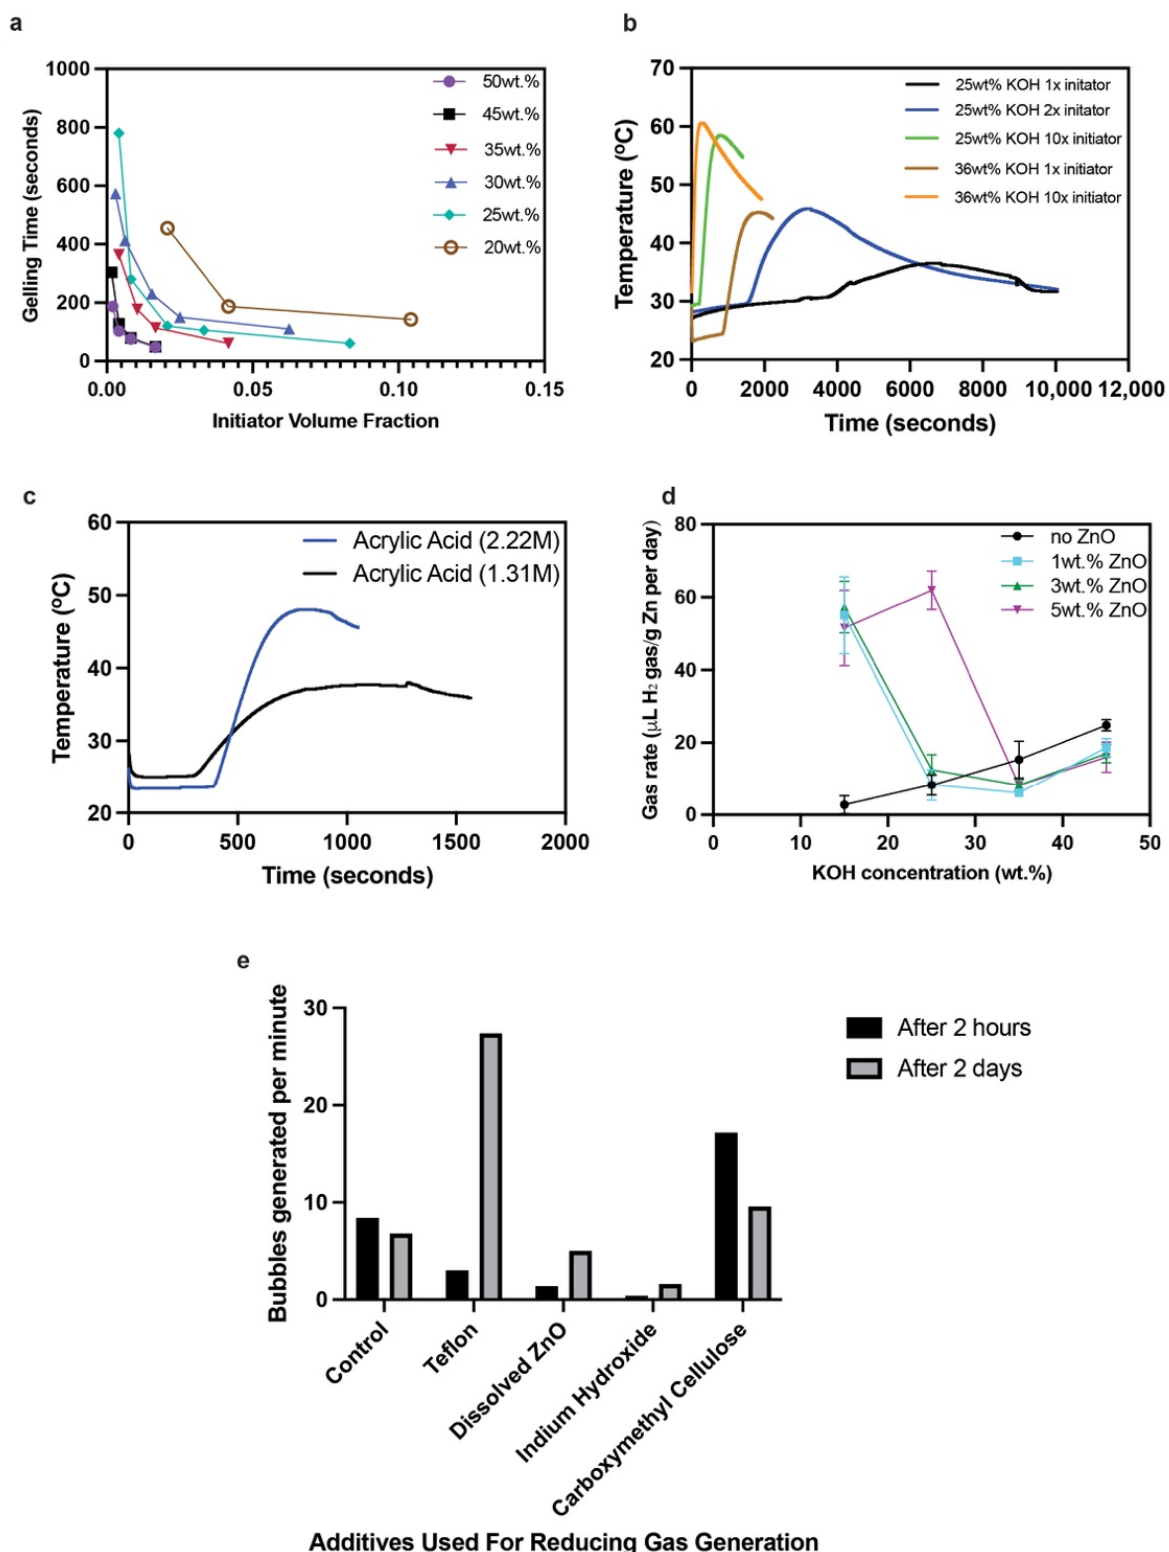 a
1000
800
600
400
200
0
Gelling Time (seconds)
0.00
0.05
0.10
0.15
Initiator Volume Fraction
50wt.%
45wt.%
35wt.%
30wt.%
25wt.%
20wt.%
b
70
60
50
40
30
20
Temperature (ºC)
0
2000
4000
6000
8000
10,000
12,000
Time (seconds)
25wt% KOH 1x initator
25wt% KOH 2x initator
25wt% KOH 10x initiator
36wt% KOH 1x initiator
36wt% KOH 10x initiator
c
60
50
40
30
20
Temperature (ºC)
0
500
1000
1500
2000
Time (seconds)
Acrylic Acid (2.22M)
Acrylic Acid (1.31M)
d
80
60
40
20
0
Gas rate (μL H₂ gas/g Zn per day)
0
10
20
30
40
50
KOH concentration (wt.%)
no ZnO
1wt.% ZnO
3wt.% ZnO
5wt.% ZnO
e
30
20
10
0
Bubbles generated per minute
After 2 hours
After 2 days
Control
Teflon
Dissolved ZnO
Indium Hydroxide
Carboxymethyl Cellulose
Additives Used For Reducing Gas Generation